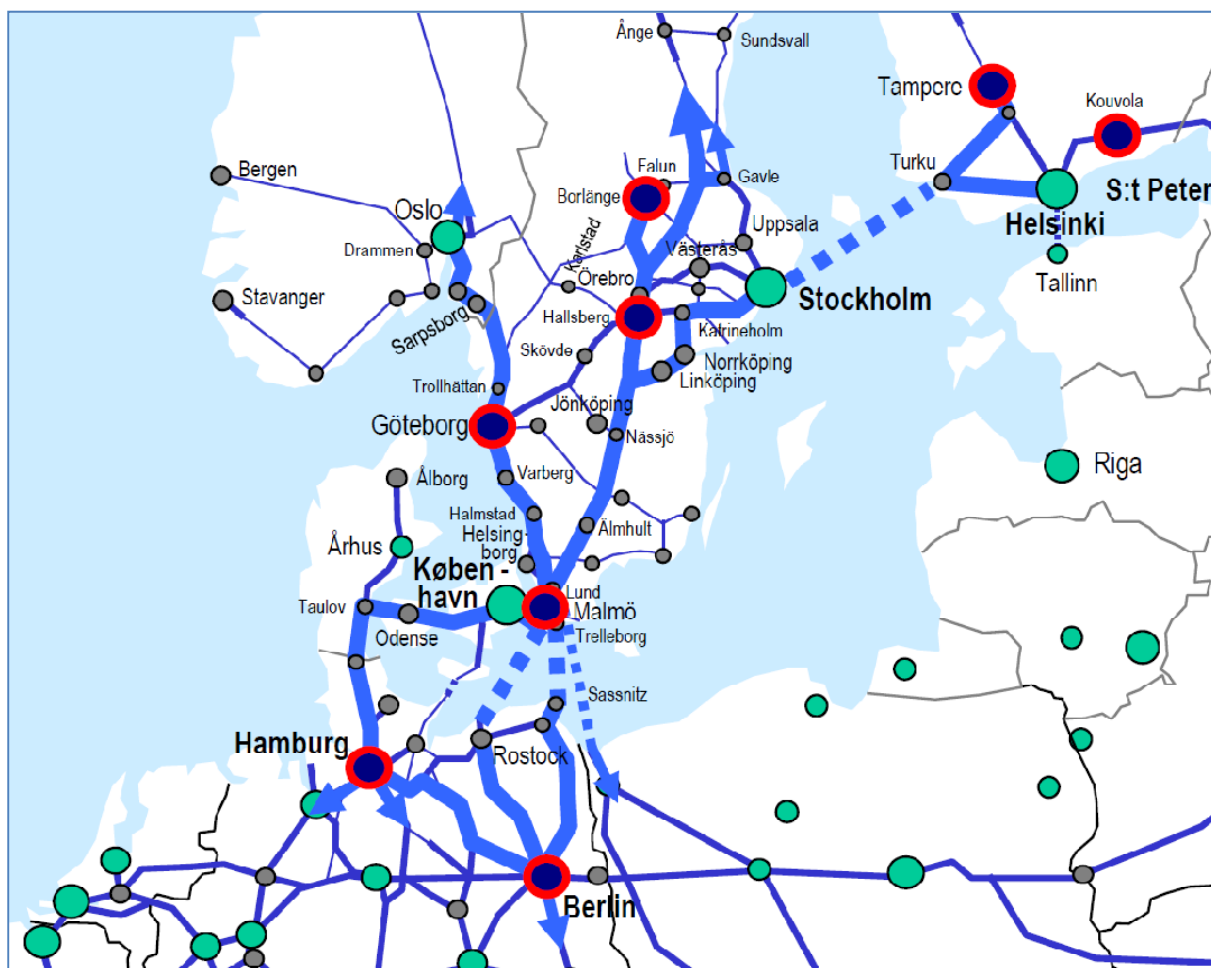 Ånge
Sundsvall
Tampere
Kouvola
Bergen
Falun
Gavle
Turku
Borlänge
S:t Peter
Oslo
Helsinki
Karlstad
Uppsala
Drammen
Västerås
Örebro
Tallinn
Stavanger
Stockholm
Sarpsborg
Hallsberg
Katrineholm
Skövde
Norrköping
Linköping
Trollhättan
Jönköping
Göteborg
Nässjö
Riga
Ålborg
Varberg
Halmstad
Helsing-
borg
Älmhult
Århus
Køben -
havn
Lund
Taulov
Malmö
Odense
Trelleborg
Sassnitz
Hamburg
Rostock
Berlin